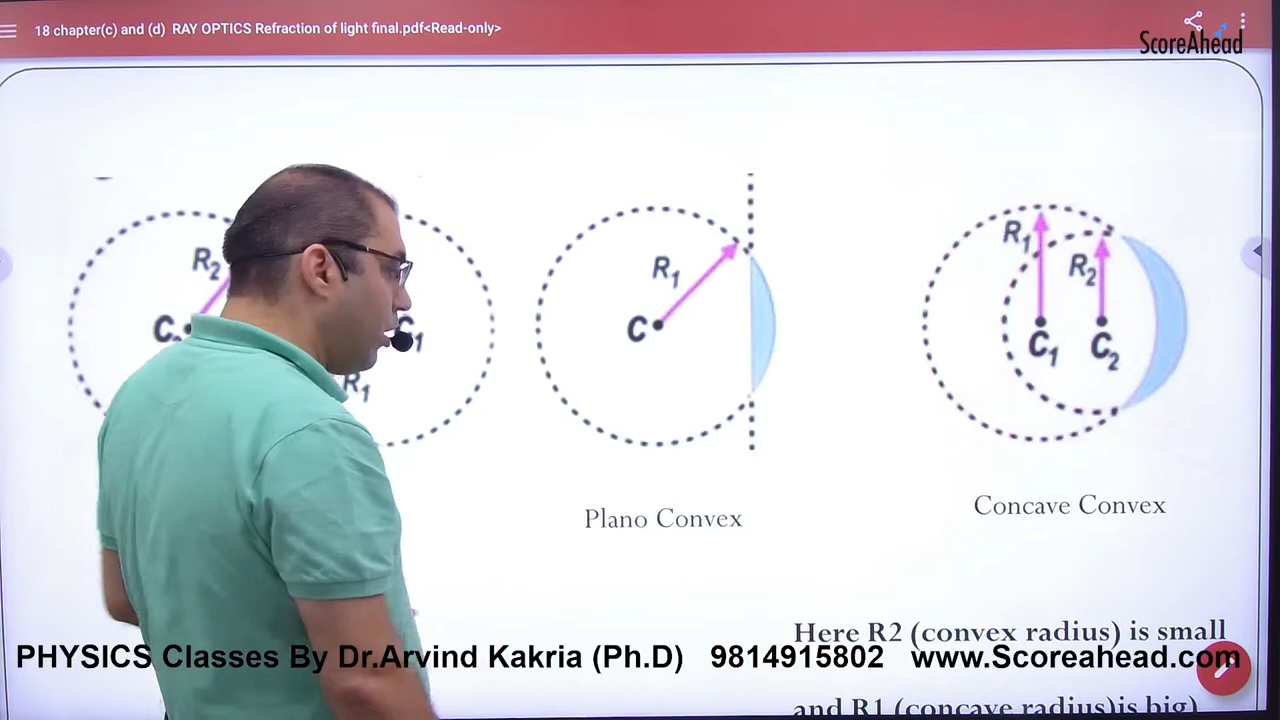 18 chapter(c) and (d) RAY OPTICS Refraction of light final.pdf<Read-only>
ScoreAhead
R2
R1
R1
R2
C
C1
C
C1
C2
R1
Plano Convex
Concave Convex
Here R2 (convex radius) is small
PHYSICS Classes By Dr.Arvind Kakria (Ph.D) 9814915802 www.Scoreahead.com
and R1 (concave radius)is big)